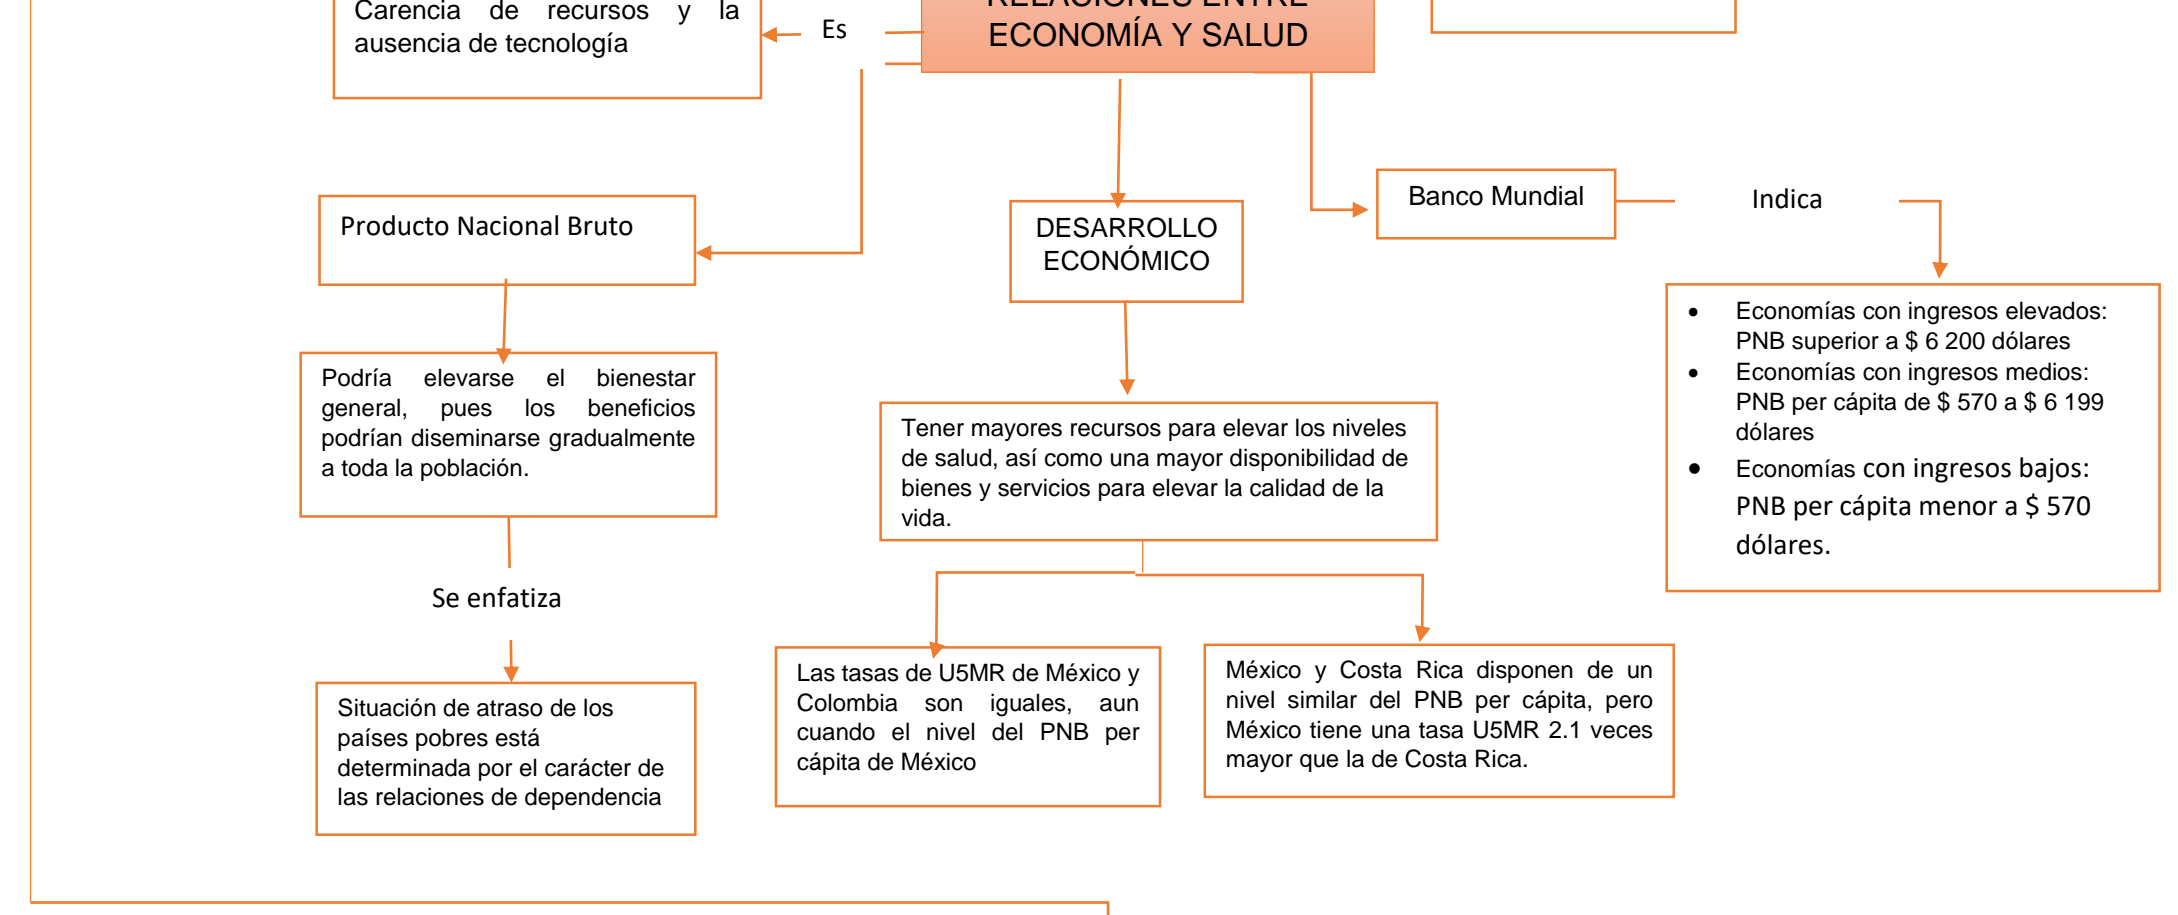 Carencia de recursos y la
ausencia de tecnología
Es
RELACIONES ENTRE
ECONOMÍA Y SALUD
Producto Nacional Bruto
DESARROLLO
ECONÓMICO
Banco Mundial
Indica
• Economías con ingresos elevados:
PNB superior a $ 6 200 dólares
• Economías con ingresos medios:
PNB per cápita de $ 570 a $ 6 199
dólares
• Economías con ingresos bajos:
PNB per cápita menor a $ 570
dólares.
Podría elevarse el bienestar
general, pues los beneficios
podrían diseminarse gradualmente
a toda la población.
Tener mayores recursos para elevar los niveles
de salud, así como una mayor disponibilidad de
bienes y servicios para elevar la calidad de la
vida.
Se enfatiza
Situación de atraso de los
países pobres está
determinada por el carácter de
las relaciones de dependencia
Las tasas de U5MR de México y
Colombia son iguales, aun
cuando el nivel del PNB per
cápita de México
México y Costa Rica disponen de un
nivel similar del PNB per cápita, pero
México tiene una tasa U5MR 2.1 veces
mayor que la de Costa Rica.